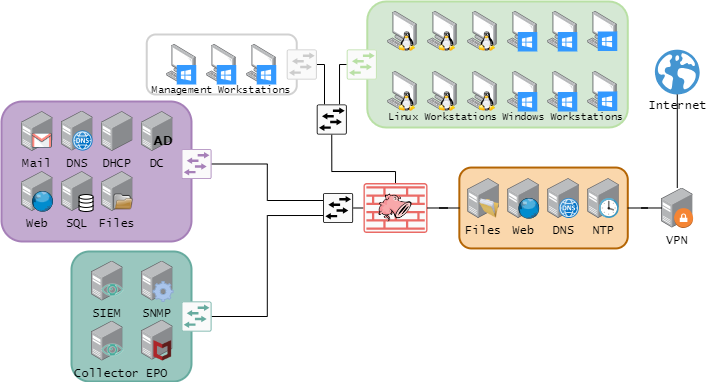 Management Workstations
Linux Workstations
Windows Workstations
Internet
Mail
DNS
DHCP
AD
DC
DNS
Web
SQL
Files
Files
Web
DNS
DNS
NTP
VPN
SIEM
SNMP
Collector
EPO